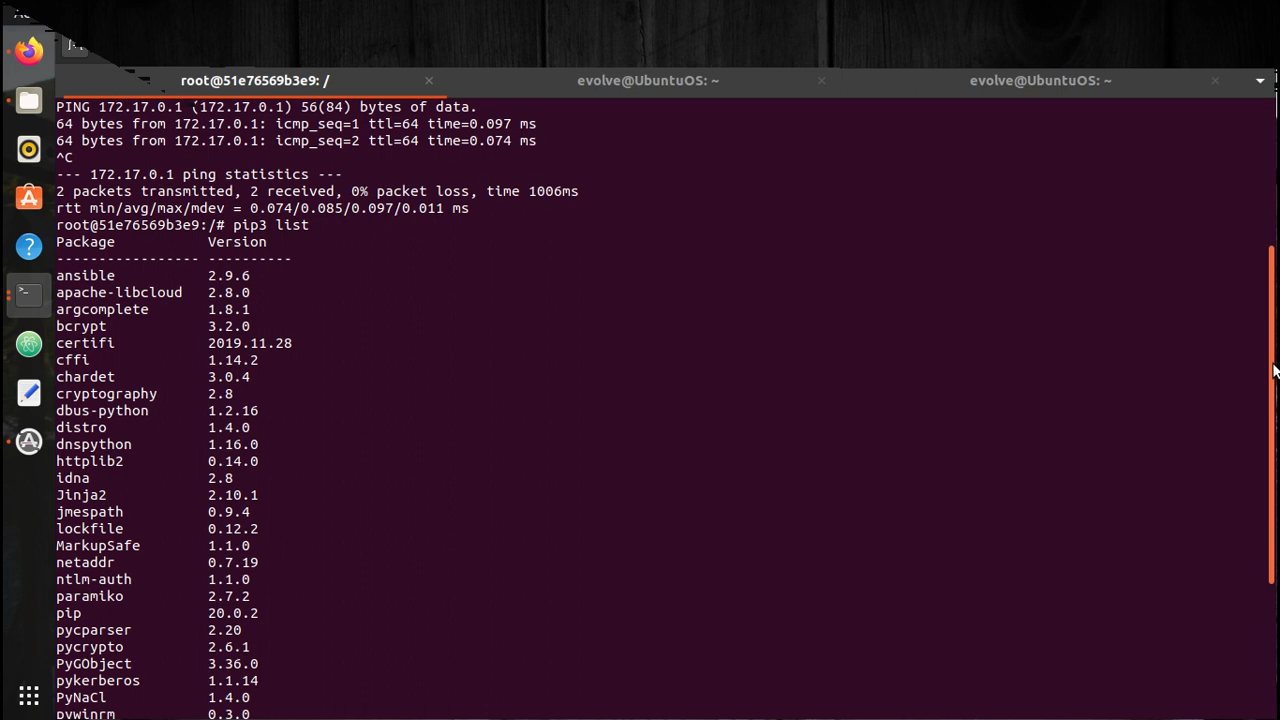 root@51e76569b3e9: / × evolve@UbuntuOS: ~ × evolve@UbuntuOS: ~ ×
PING 172.17.0.1 (172.17.0.1) 56(84) bytes of data.
64 bytes from 172.17.0.1: icmp_seq=1 ttl=64 time=0.097 ms
64 bytes from 172.17.0.1: icmp_seq=2 ttl=64 time=0.074 ms
^C
--- 172.17.0.1 ping statistics ---
2 packets transmitted, 2 received, 0% packet loss, time 1006ms
rtt min/avg/max/mdev = 0.074/0.085/0.097/0.011 ms
root@51e76569b3e9:/# pip3 list
Package Version
----------------- ----------
ansible 2.9.6
apache-libcloud 2.8.0
argcomplete 1.8.1
bcrypt 3.2.0
certifi 2019.11.28
cffi 1.14.2
chardet 3.0.4
cryptography 2.8
dbus-python 1.2.16
distro 1.4.0
dnspython 1.16.0
httplib2 0.14.0
idna 2.8
Jinja2 2.10.1
jmespath 0.9.4
lockfile 0.12.2
MarkupSafe 1.1.0
netaddr 0.7.19
ntlm-auth 1.1.0
paramiko 2.7.2
pip 20.0.2
pycparser 2.20
pycrypto 2.6.1
PyGObject 3.36.0
pykerberos 1.1.14
PyNaCl 1.4.0
pywinrm 0.3.0